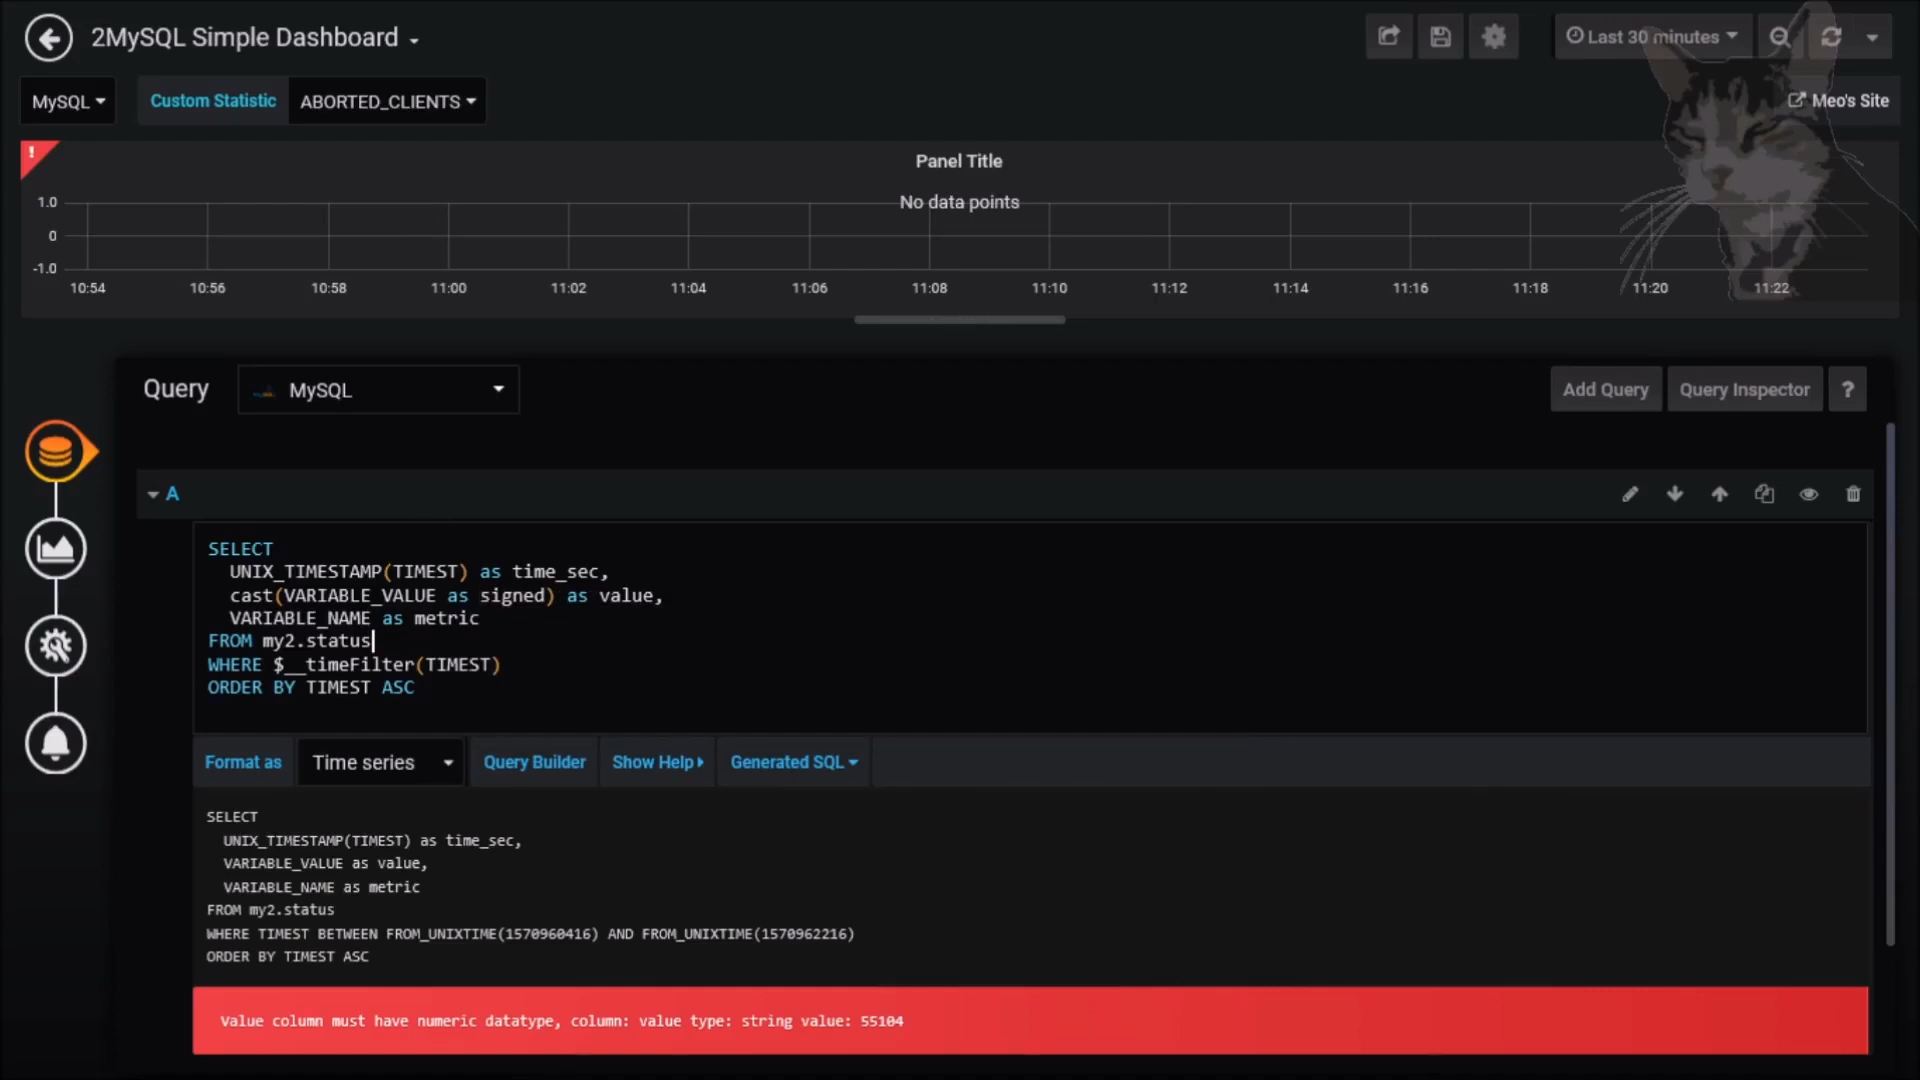 2MySQL Simple Dashboard
Last 30 minutes
MySQL
Custom Statistic
ABORTED_CLIENTS
Meo's Site
!
Panel Title
No data points
1.0
0
-1.0
10:54
10:56
10:58
11:00
11:02
11:04
11:06
11:08
11:10
11:12
11:14
11:16
11:18
11:20
11:22
Query
MySQL
Add Query
Query Inspector
?
A
SELECT
UNIX_TIMESTAMP(TIMEST) as time_sec,
cast(VARIABLE_VALUE as signed) as value,
VARIABLE_NAME as metric
FROM my2.status
WHERE $__timeFilter(TIMEST)
ORDER BY TIMEST ASC
Format as
Time series
Query Builder
Show Help
Generated SQL
SELECT
UNIX_TIMESTAMP(TIMEST) as time_sec,
VARIABLE_VALUE as value,
VARIABLE_NAME as metric
FROM my2.status
WHERE TIMEST BETWEEN FROM_UNIXTIME(1570960416) AND FROM_UNIXTIME(1570962216)
ORDER BY TIMEST ASC
Value column must have numeric datatype, column: value type: string value: 55104